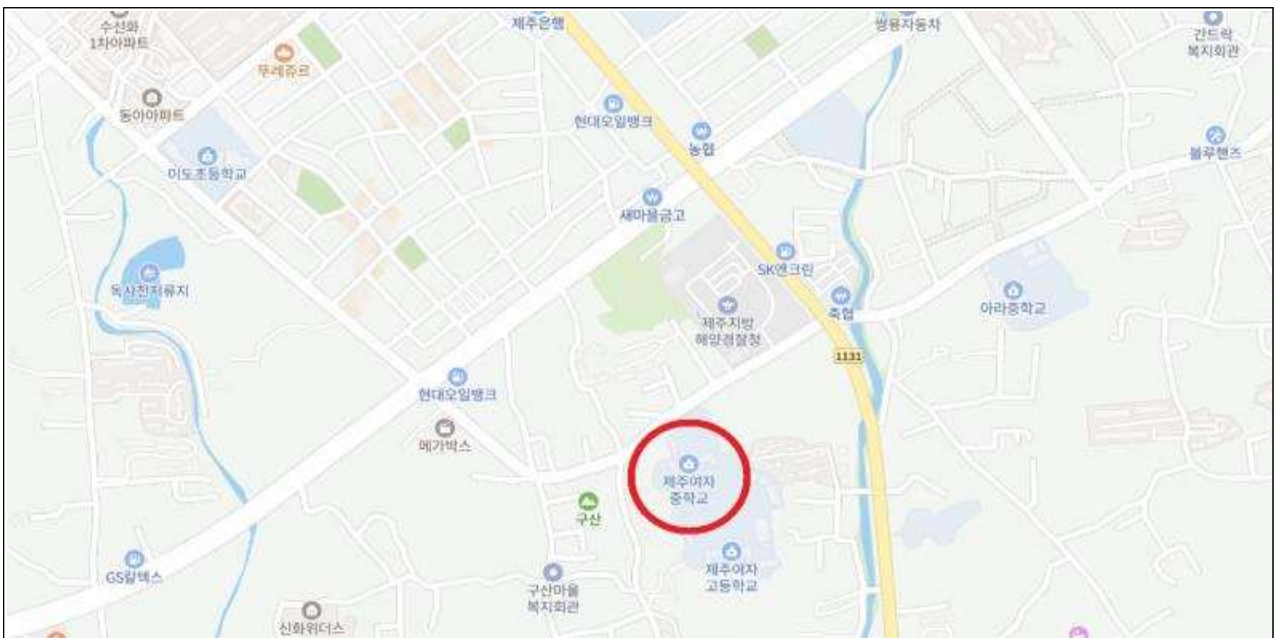 수선화
1차아파트
제주은행
쌍용자동차
간드락
복지회관
뚜레쥬르
동아아파트
현대오일뱅크
농협
블루핸즈
이도초등학교
새마을금고
SK엔크린
독사천저류지
제주지방
해양경찰청
축협
아라중학교
1131
현대오일뱅크
메가박스
제주여자
중학교
구산
GS칼텍스
구산마을
복지회관
제주여자
고등학교
신화위더스